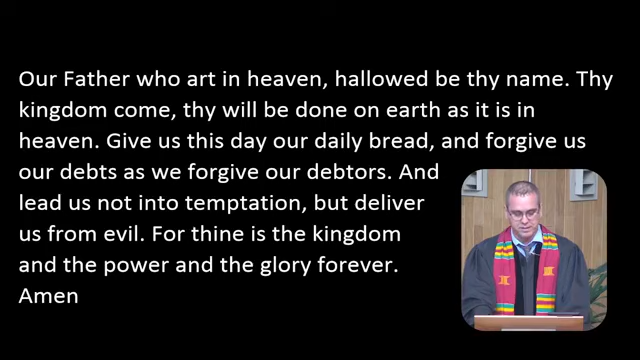 Our Father who art in heaven, hallowed be thy name. Thy
kingdom come, thy will be done on earth as it is in
heaven. Give us this day our daily bread, and forgive us
our debts as we forgive our debtors. And
lead us not into temptation, but deliver
us from evil. For thine is the kingdom
and the power and the glory forever.
Amen